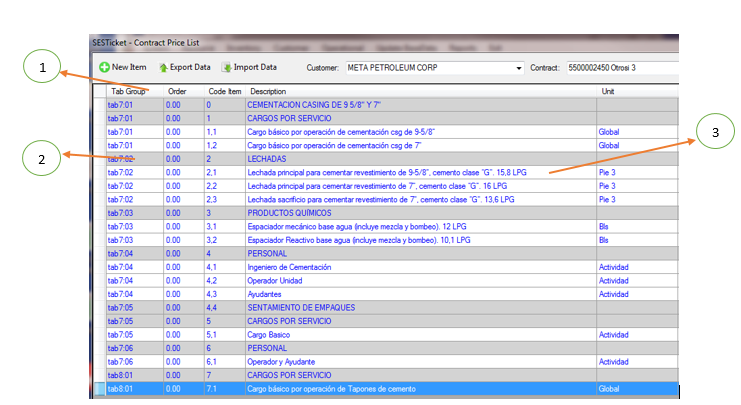 SESTicket - Contract Price List
New Item Export Data Import Data Customer: META PETROLEUM CORP Contract: 5500002450 Otrosi 3
1
Tab Group Order Code Item Description Unit
tab7:01 0.00 0 CEMENTACION CASING DE 9 5/8" Y 7"
tab7:01 0.00 1 CARGOS POR SERVICIO
tab7:01 0.00 1,1 Cargo básico por operación de cementación csg de 9-5/8" Global
3
tab7:01 0.00 1,2 Cargo básico por operación de cementación csg de 7" Global
2
tab7:02 0.00 2 LECHADAS
tab7:02 0.00 2,1 Lechada principal para cementar revestimiento de 9-5/8", cemento clase "G". 15,8 LPG Pie 3
tab7:02 0.00 2,2 Lechada principal para cementar revestimiento de 7", cemento clase "G". 16 LPG Pie 3
tab7:02 0.00 2,3 Lechada sacrificio para cementar revestimiento de 7", cemento clase "G". 13,6 LPG Pie 3
tab7:03 0.00 3 PRODUCTOS QUÍMICOS
tab7:03 0.00 3,1 Espaciador mecánico base agua (incluye mezcla y bombeo). 12 LPG Bls
tab7:03 0.00 3,2 Espaciador Reactivo base agua (incluye mezcla y bombeo). 10,1 LPG Bls
tab7:04 0.00 4 PERSONAL
tab7:04 0.00 4,1 Ingeniero de Cementación Actividad
tab7:04 0.00 4,2 Operador Unidad Actividad
tab7:04 0.00 4,3 Ayudantes Actividad
tab7:05 0.00 4,4 SENTAMIENTO DE EMPAQUES
tab7:05 0.00 5 CARGOS POR SERVICIO
tab7:05 0.00 5,1 Cargo Basico Actividad
tab7:06 0.00 6 PERSONAL
tab7:06 0.00 6,1 Operador y Ayudante Actividad
tab8:01 0.00 7 CARGOS POR SERVICIO
tab8:01 0.00 7.1 Cargo básico por operación de Tapones de cemento Global